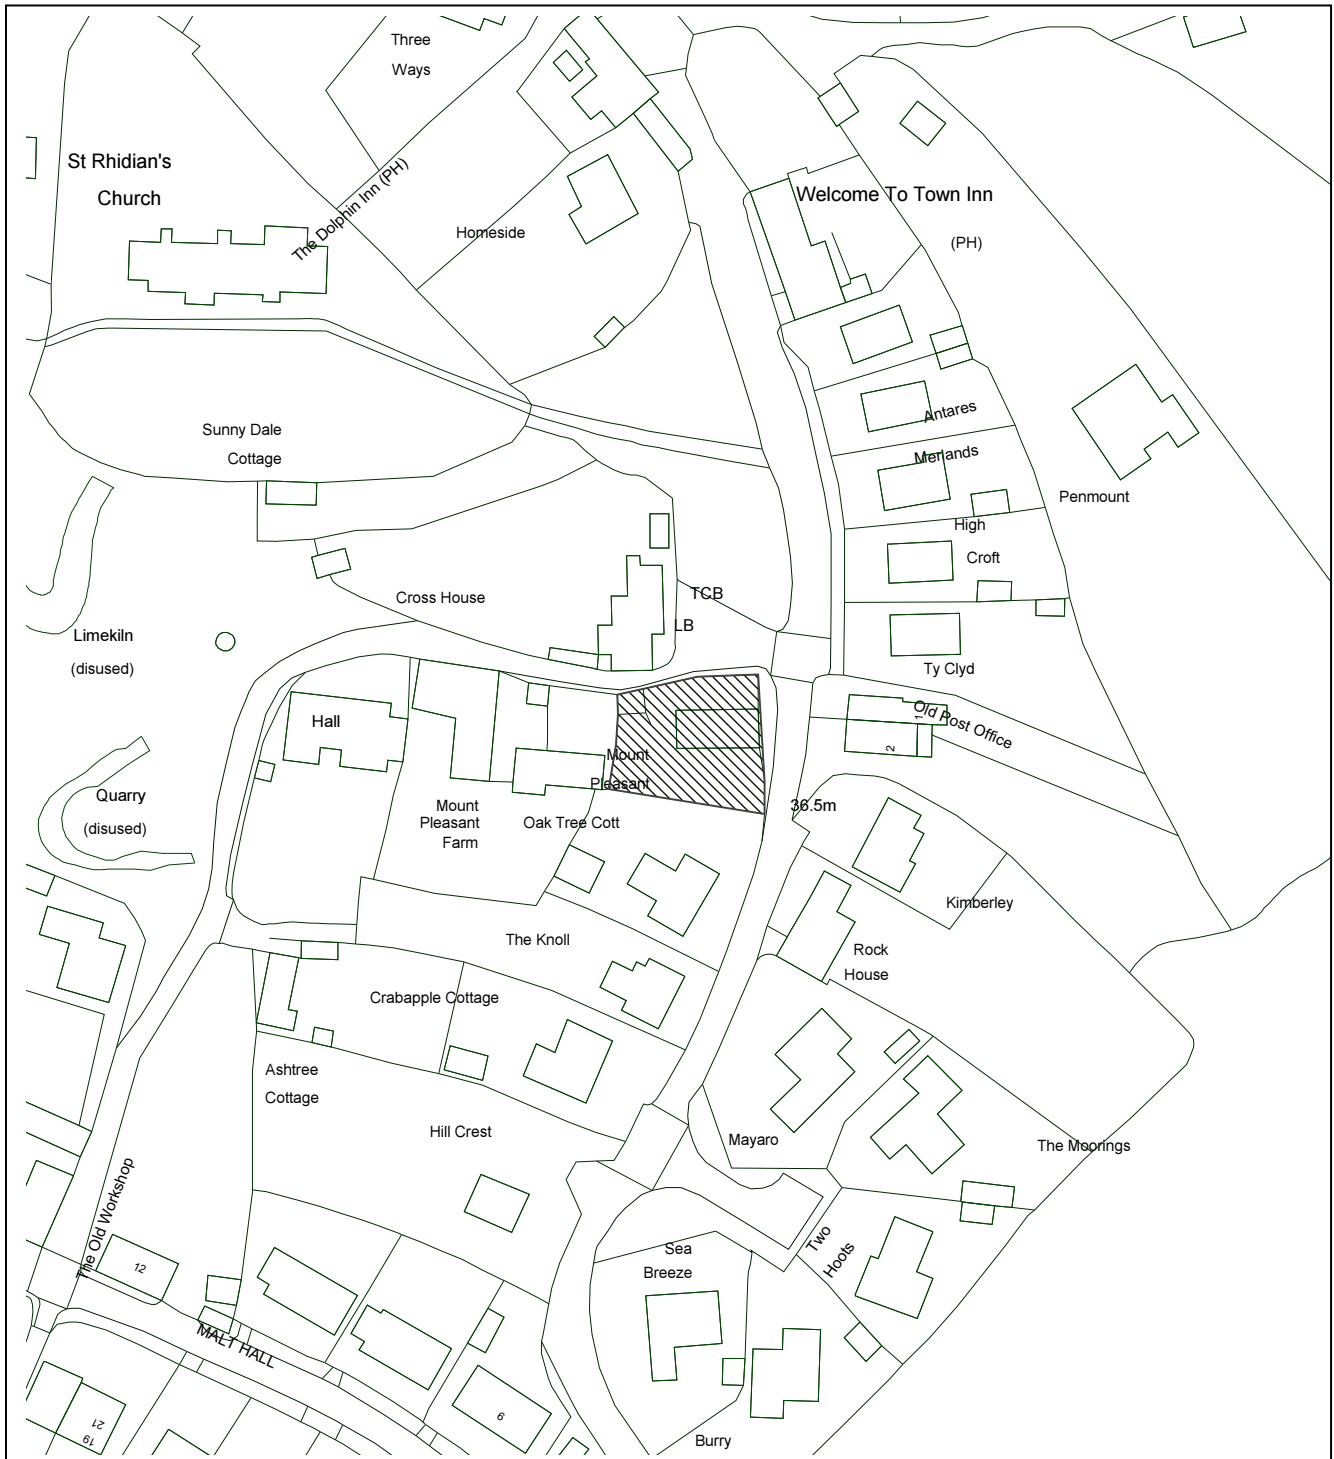 Three
Ways
St Rhidian's
Church
The Dolphin Inn (PH)
Homeside
Welcome To Town Inn
(PH)
Sunny Dale
Cottage
Antares
Merlands
Penmount
High
Croft
Cross House
TCB
LB
Limekiln
(disused)
Ty Clyd
Hall
Old Post Office
1
2
Mount
Pleasant
Quarry
(disused)
Mount
Pleasant
Farm
Oak Tree Cott
36.5m
Kimberley
The Knoll
Rock
House
Crabapple Cottage
Ashtree
Cottage
Hill Crest
Mayaro
The Moorings
The Old Workshop
12
Two
Hoots
Sea
Breeze
MALT HALL
21
19
9
Burry